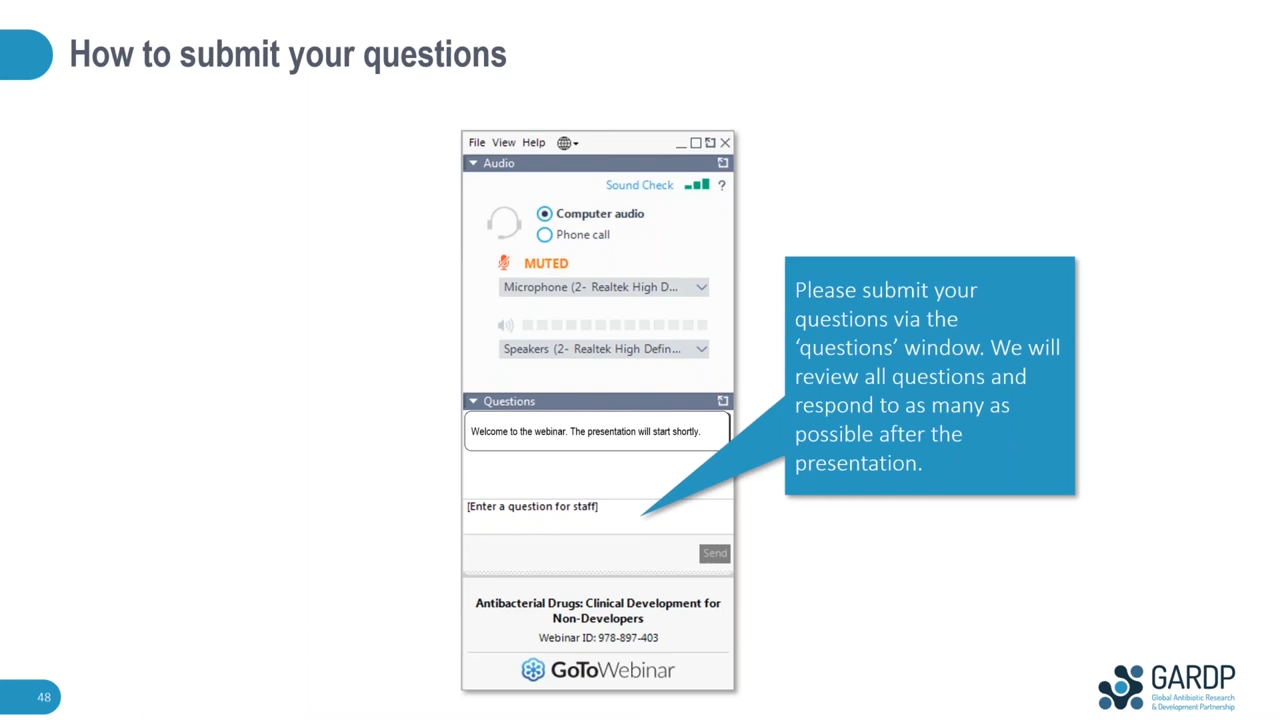 How to submit your questions
File View Help
Audio
Sound Check ?
Computer audio
Phone call
MUTED
Microphone (2- Realtek High D...
Speakers (2- Realtek High Defin...
Questions
Welcome to the webinar. The presentation will start shortly.
[Enter a question for staff]
Send
Antibacterial Drugs: Clinical Development for
Non-Developers
Webinar ID: 978-897-403
GoToWebinar
Please submit your
questions via the
‘questions’ window. We will
review all questions and
respond to as many as
possible after the
presentation.
48
GARDP
Global Antibiotic Research
& Development Partnership